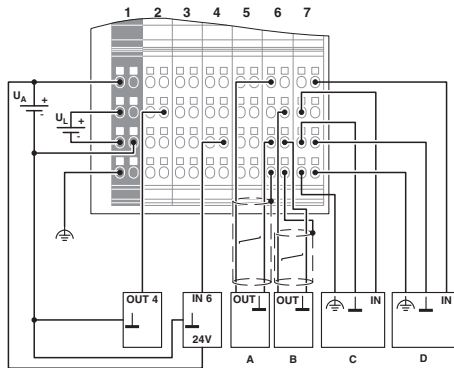 1 2 3 4 5 6 7
UA + -
UL + -
OUT 4
IN 6
24V
OUT
OUT
IN
IN
A B C D